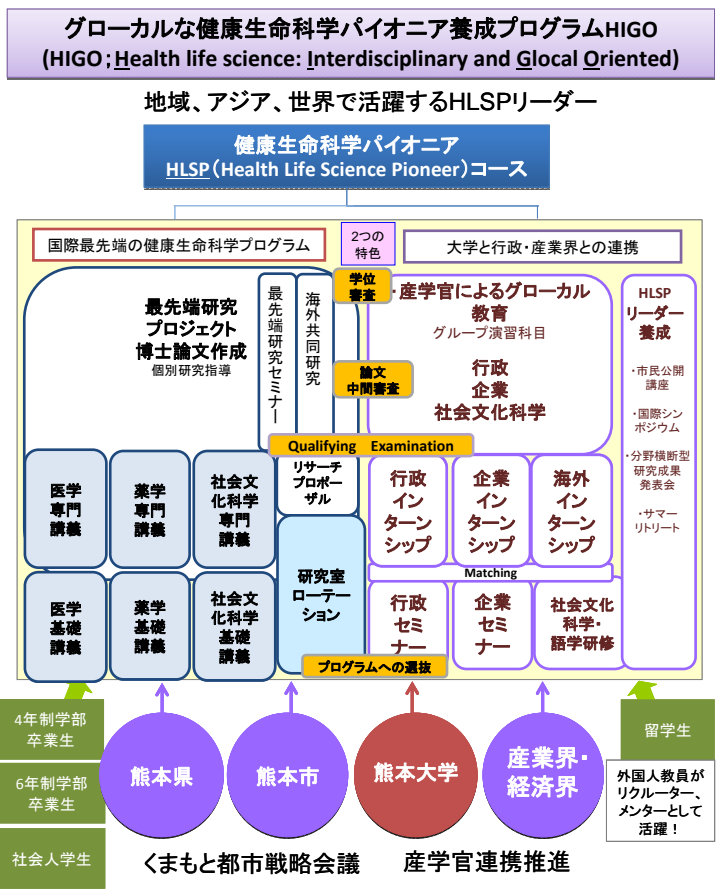 グローカルな健康生命科学パイオニア養成プログラムHIGO
(HIGO;Health life science: Interdisciplinary and Glocal Oriented)
地域、アジア、世界で活躍するHLSPリーダー
健康生命科学パイオニア
HLSP(Health Life Science Pioneer)コース
国際最先端の健康生命科学プログラム
2つの
特色
大学と行政・産業界との連携
最先端研究
プロジェクト
博士論文作成
個別研究指導
最先端研究セミナー
海外共同研究
学位
審査
・産学官によるグローカル
教育
グループ演習科目
論文
中間審査
行政
企業
社会文化科学
HLSP
リーダー
養成
・市民公開
講座
・国際シン
ポジウム
・分野横断型
研究成果
発表会
・サマー
リトリート
Qualifying Examination
医学
専門
講義
薬学
専門
講義
社会文
化科学
専門
講義
リサーチ
プロポー
ザル
行政
イン
ターン
シップ
企業
イン
ターン
シップ
海外
イン
ターン
シップ
Matching
医学
基礎
講義
薬学
基礎
講義
社会文
化科学
基礎
講義
研究室
ローテー
ション
行政
セミ
ナー
企業
セミ
ナー
社会文化
科学・
語学研修
プログラムへの選抜
4年制学部
卒業生
6年制学部
卒業生
社会人学生
熊本県
熊本市
熊本大学
産業界・
経済界
留学生
外国人教員が
リクルーター、
メンターとして
活躍！
くまもと都市戦略会議
産学官連携推進